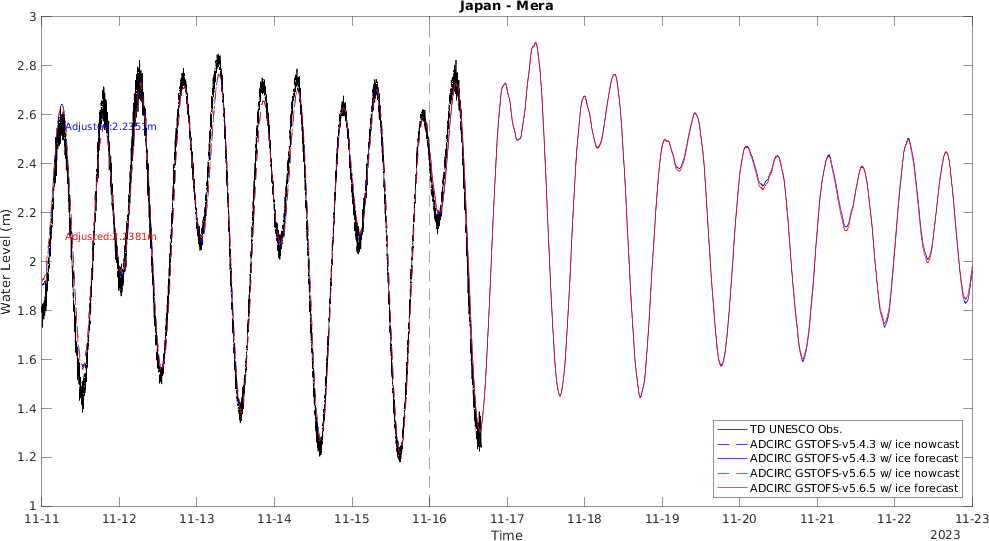 Japan - Mera
3
2.8
2.6
2.4
2.2
2
1.8
1.6
1.4
1.2
1
Water Level (m)
Adjusted:2.2353m
Adjusted:2.2381m
TD UNESCO Obs.
ADCIRC GSTOFS-v5.4.3 w/ ice nowcast
ADCIRC GSTOFS-v5.4.3 w/ ice forecast
ADCIRC GSTOFS-v5.6.5 w/ ice nowcast
ADCIRC GSTOFS-v5.6.5 w/ ice forecast
11-11 11-12 11-13 11-14 11-15 11-16 11-17 11-18 11-19 11-20 11-21 11-22 11-23
Time
2023